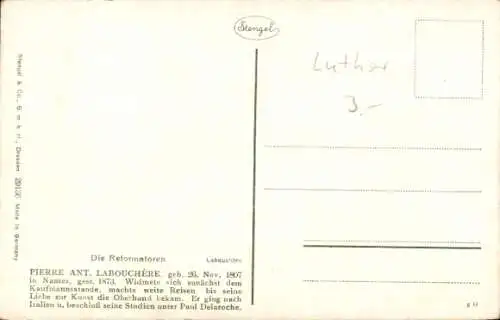 Stengel
Luther
3.-
Stengel & Co., G. m. b. H., Dresden 29136 Made in Germany
Die Reformatoren Labouchère
PIERRE ANT. LABOUCHÈRE, geb. 26. Nov. 1807
in Nantes, gest. 1873. Widmete sich zunächst dem
Kaufmannsstande, machte weite Reisen bis seine
Liebe zur Kunst die Oberhand bekam. Er ging nach
Italien u. beschloß seine Studien unter Paul Delaroche.